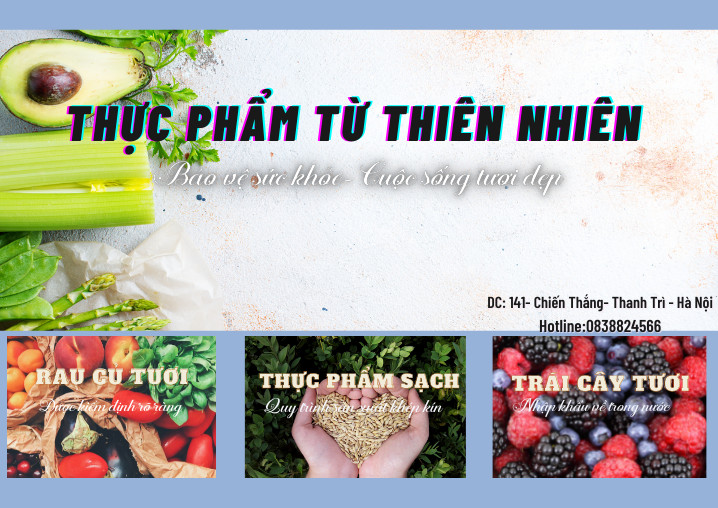 THỰC PHẨM TỪ THIÊN NHIÊN
Bảo vệ sức khỏe - Cuộc sống tươi đẹp
DC: 141- Chiến Thắng- Thanh Trì - Hà Nội
Hotline:0838824566
RAU CỦ TƯƠI
Được kiểm định rõ ràng
THỰC PHẨM SẠCH
Quy trình sản xuất khép kín
TRÁI CÂY TƯƠI
Nhập khẩu về trong nước